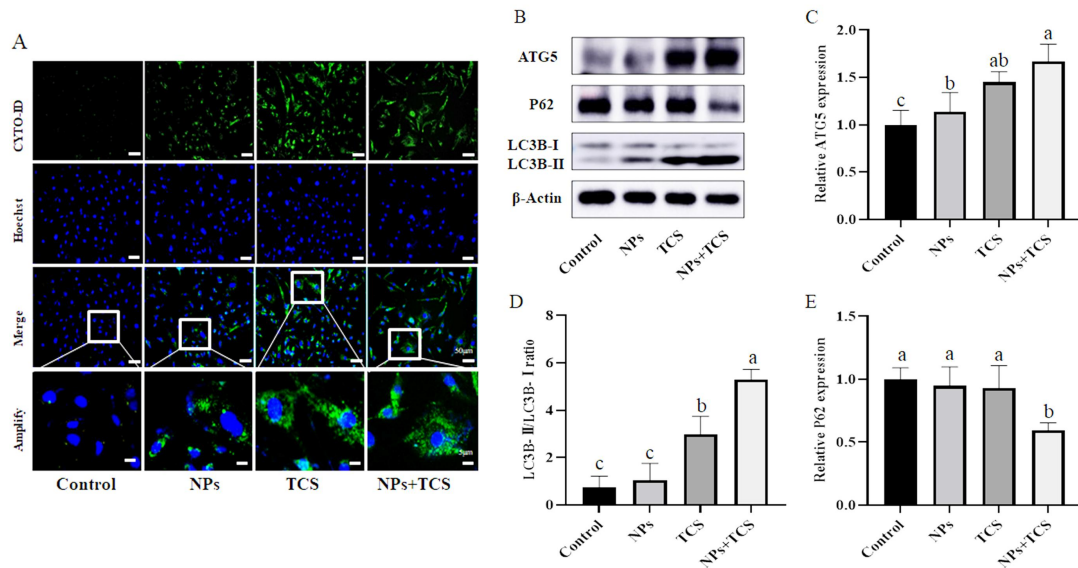 A
CYTO-ID
Hoechst
Merge
50μm
Amplify
5μm
Control NPs TCS NPs+TCS
B
ATG5
P62
LC3B-I
LC3B-II
β-Actin
Control NPs TCS NPs+TCS
C
Relative ATG5 expression
2.0
1.5
1.0
0.5
0.0
c b ab a
Control NPs TCS NPs+TCS
D
LC3B-II/LC3B-I ratio
8
6
4
2
0
c c b a
Control NPs TCS NPs+TCS
E
Relative P62 expression
1.5
1.0
0.5
0.0
a a a b
Control NPs TCS NPs+TCS